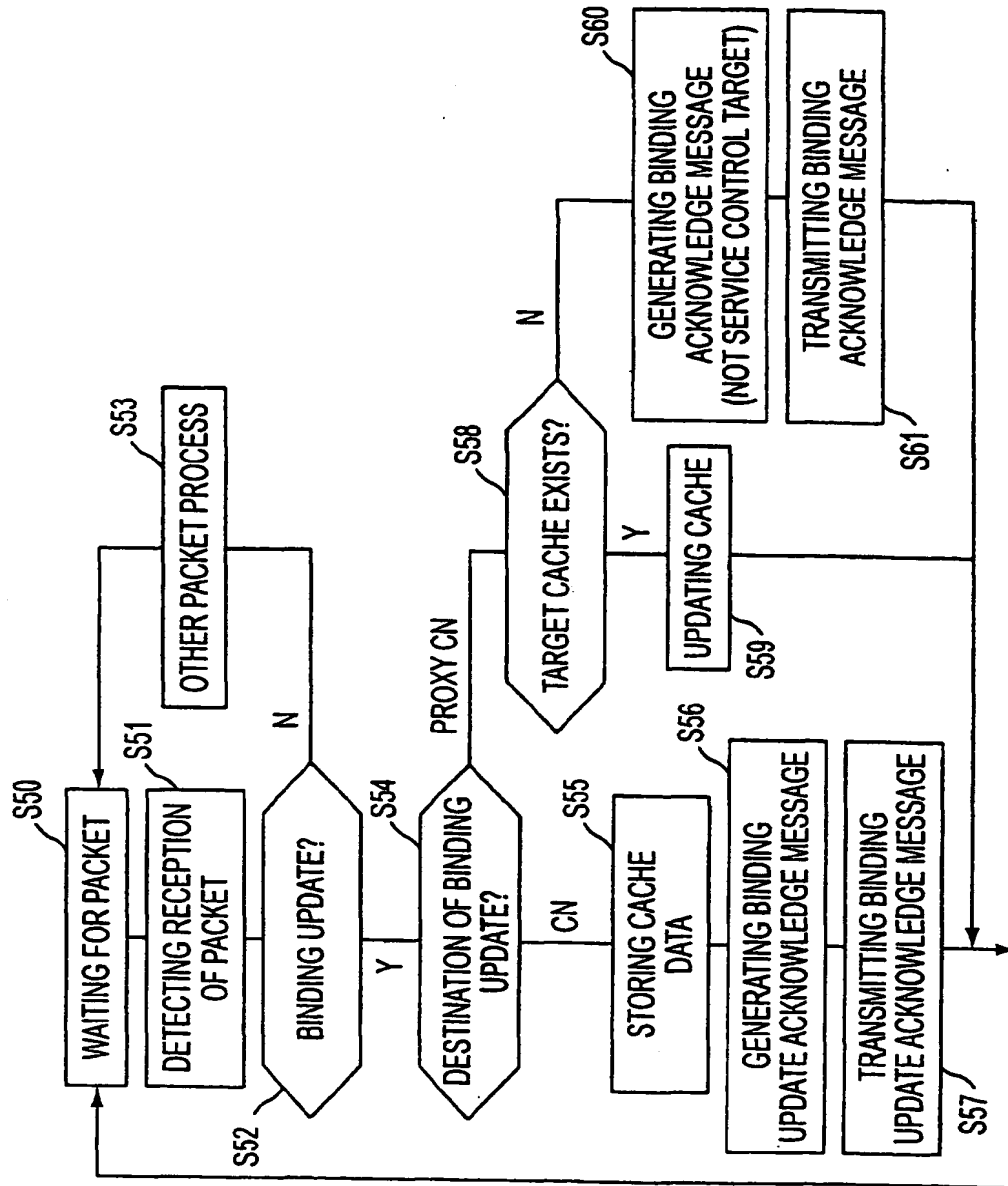 S50
WAITING FOR PACKET
S51
DETECTING RECEPTION
OF PACKET
S52
BINDING UPDATE?
N
S53
OTHER PACKET PROCESS
Y
S54
DESTINATION OF BINDING
UPDATE?
PROXY CN
CN
S55
STORING CACHE
DATA
S56
GENERATING BINDING
UPDATE ACKNOWLEDGE MESSAGE
TRANSMITTING BINDING
UPDATE ACKNOWLEDGE MESSAGE
S57
S58
TARGET CACHE EXISTS?
Y
UPDATING CACHE
S59
N
S60
GENERATING BINDING
ACKNOWLEDGE MESSAGE
(NOT SERVICE CONTROL TARGET)
TRANSMITTING BINDING
ACKNOWLEDGE MESSAGE
S61